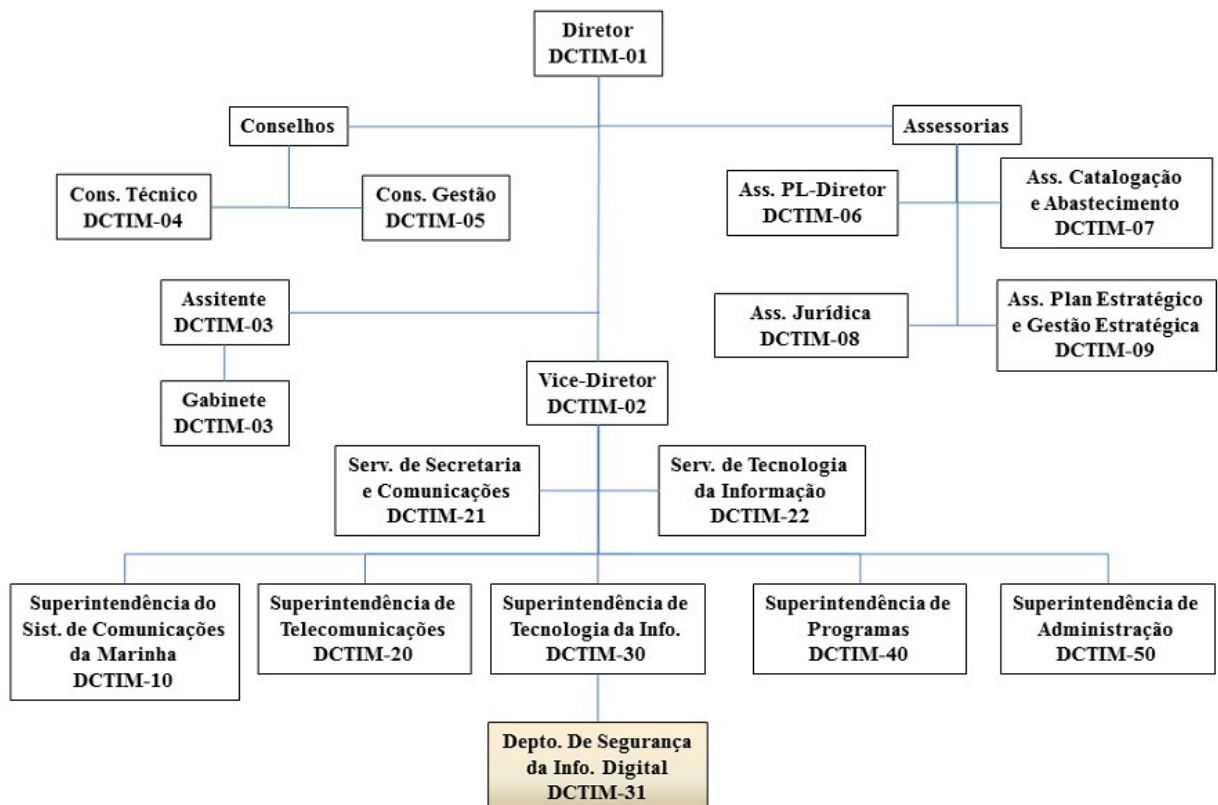 Diretor
DCTIM-01
Conselhos
Assessorias
Cons. Técnico
DCTIM-04
Cons. Gestão
DCTIM-05
Ass. PL-Diretor
DCTIM-06
Ass. Catalogação
e Abastecimento
DCTIM-07
Assitente
DCTIM-03
Ass. Jurídica
DCTIM-08
Ass. Plan Estratégico
e Gestão Estratégica
DCTIM-09
Gabinete
DCTIM-03
Vice-Diretor
DCTIM-02
Serv. de Secretaria
e Comunicações
DCTIM-21
Serv. de Tecnologia
da Informação
DCTIM-22
Superintendência do
Sist. de Comunicações
da Marinha
DCTIM-10
Superintendência de
Telecomunicações
DCTIM-20
Superintendência de
Tecnologia da Info.
DCTIM-30
Superintendência de
Programas
DCTIM-40
Superintendência de
Administração
DCTIM-50
Depto. De Segurança
da Info. Digital
DCTIM-31